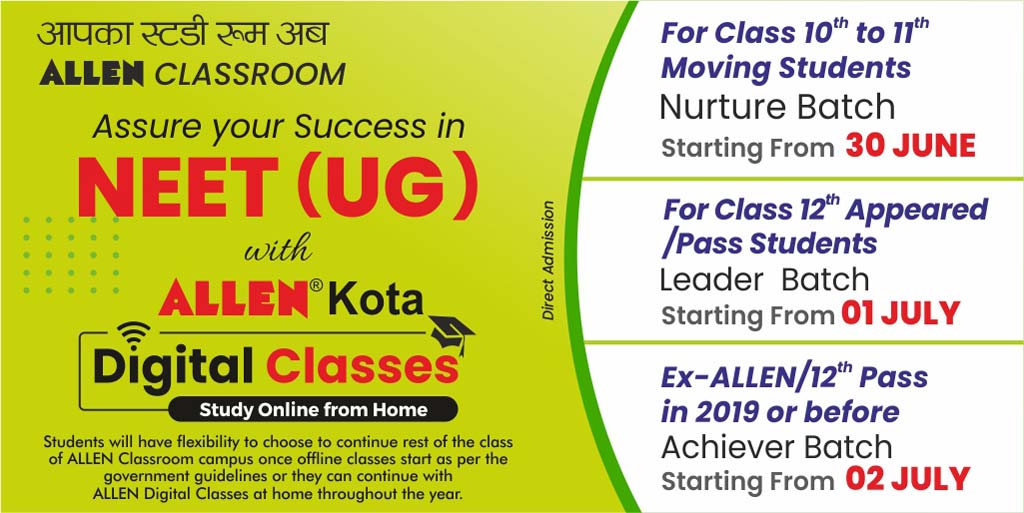 आपका स्टडी रूम अब
ALLEN CLASSROOM
Assure your Success in
NEET (UG)
with
ALLEN® Kota
Digital Classes
Study Online from Home
Students will have flexibility to choose to continue rest of the class
of ALLEN Classroom campus once offline classes start as per the
government guidelines or they can continue with
ALLEN Digital Classes at home throughout the year.
Direct Admission
For Class 10th to 11th
Moving Students
Nurture Batch
Starting From 30 JUNE
For Class 12th Appeared
/Pass Students
Leader Batch
Starting From 01 JULY
Ex-ALLEN/12th Pass
in 2019 or before
Achiever Batch
Starting From 02 JULY